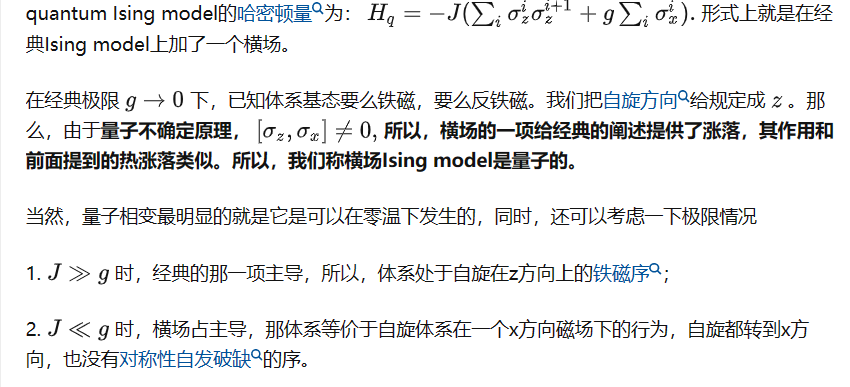 quantum Ising model的哈密顿量为： H_q = −J(∑_i σ_z^i σ_z^{i+1} + g∑_i σ_x^i). 形式上就是在经
典Ising model上加了一个横场。
在经典极限 g → 0 下，已知体系基态要么铁磁，要么反铁磁。我们把自旋方向给规定成 z 。那
么，由于量子不确定原理， [σ_z, σ_x] ≠ 0, 所以，横场的一项给经典的阐述提供了涨落，其作用和
前面提到的热涨落类似。所以，我们称横场Ising model是量子的。
当然，量子相变最明显的就是它是可以在零温下发生的，同时，还可以考虑一下极限情况
1. J ≫ g 时，经典的那一项主导，所以，体系处于自旋在z方向上的铁磁序；
2. J ≪ g 时，横场占主导，那体系等价于自旋体系在一个x方向磁场下的行为，自旋都转到x方
向，也没有对称性自发破缺的序。